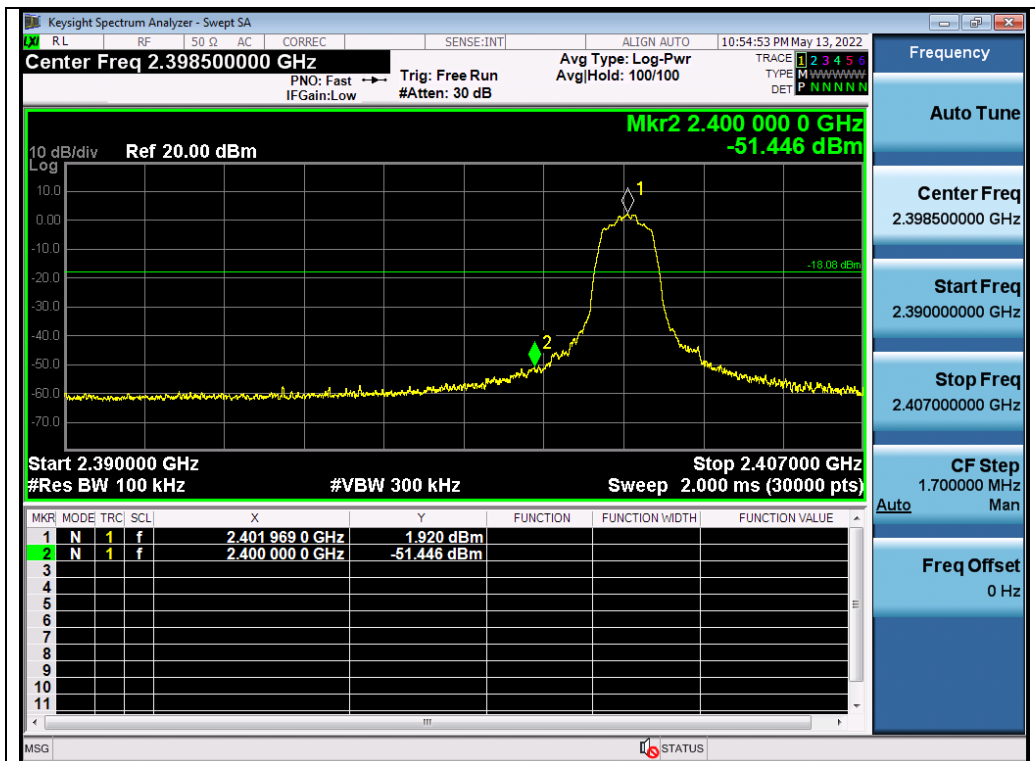 Keysight Spectrum Analyzer - Swept SA
LXI RL RF 50 Ω AC CORREC SENSE:INT ALIGN AUTO 10:54:53 PM May 13, 2022
Center Freq 2.398500000 GHz
PNO: Fast
IFGain:Low
Trig: Free Run
#Atten: 30 dB
Avg Type: Log-Pwr
Avg|Hold: 100/100
TRACE 1 2 3 4 5 6
TYPE M WWWWW
DET P N N N N N
Mkr2 2.400 000 0 GHz
-51.446 dBm
10 dB/div Ref 20.00 dBm
Log
10.0
0.00
-10.0
-20.0
-30.0
-40.0
-50.0
-60.0
-70.0
1
-18.08 dBm
2
Start 2.390000 GHz Stop 2.407000 GHz
#Res BW 100 kHz #VBW 300 kHz Sweep 2.000 ms (30000 pts)
MKR MODE TRC SCL X Y FUNCTION FUNCTION WIDTH FUNCTION VALUE
1 N 1 f 2.401 969 0 GHz 1.920 dBm
2 N 1 f 2.400 000 0 GHz -51.446 dBm
3
4
5
6
7
8
9
10
11
MSG STATUS
Frequency
Auto Tune
Center Freq
2.398500000 GHz
Start Freq
2.390000000 GHz
Stop Freq
2.407000000 GHz
CF Step
1.700000 MHz
Auto Man
Freq Offset
0 Hz